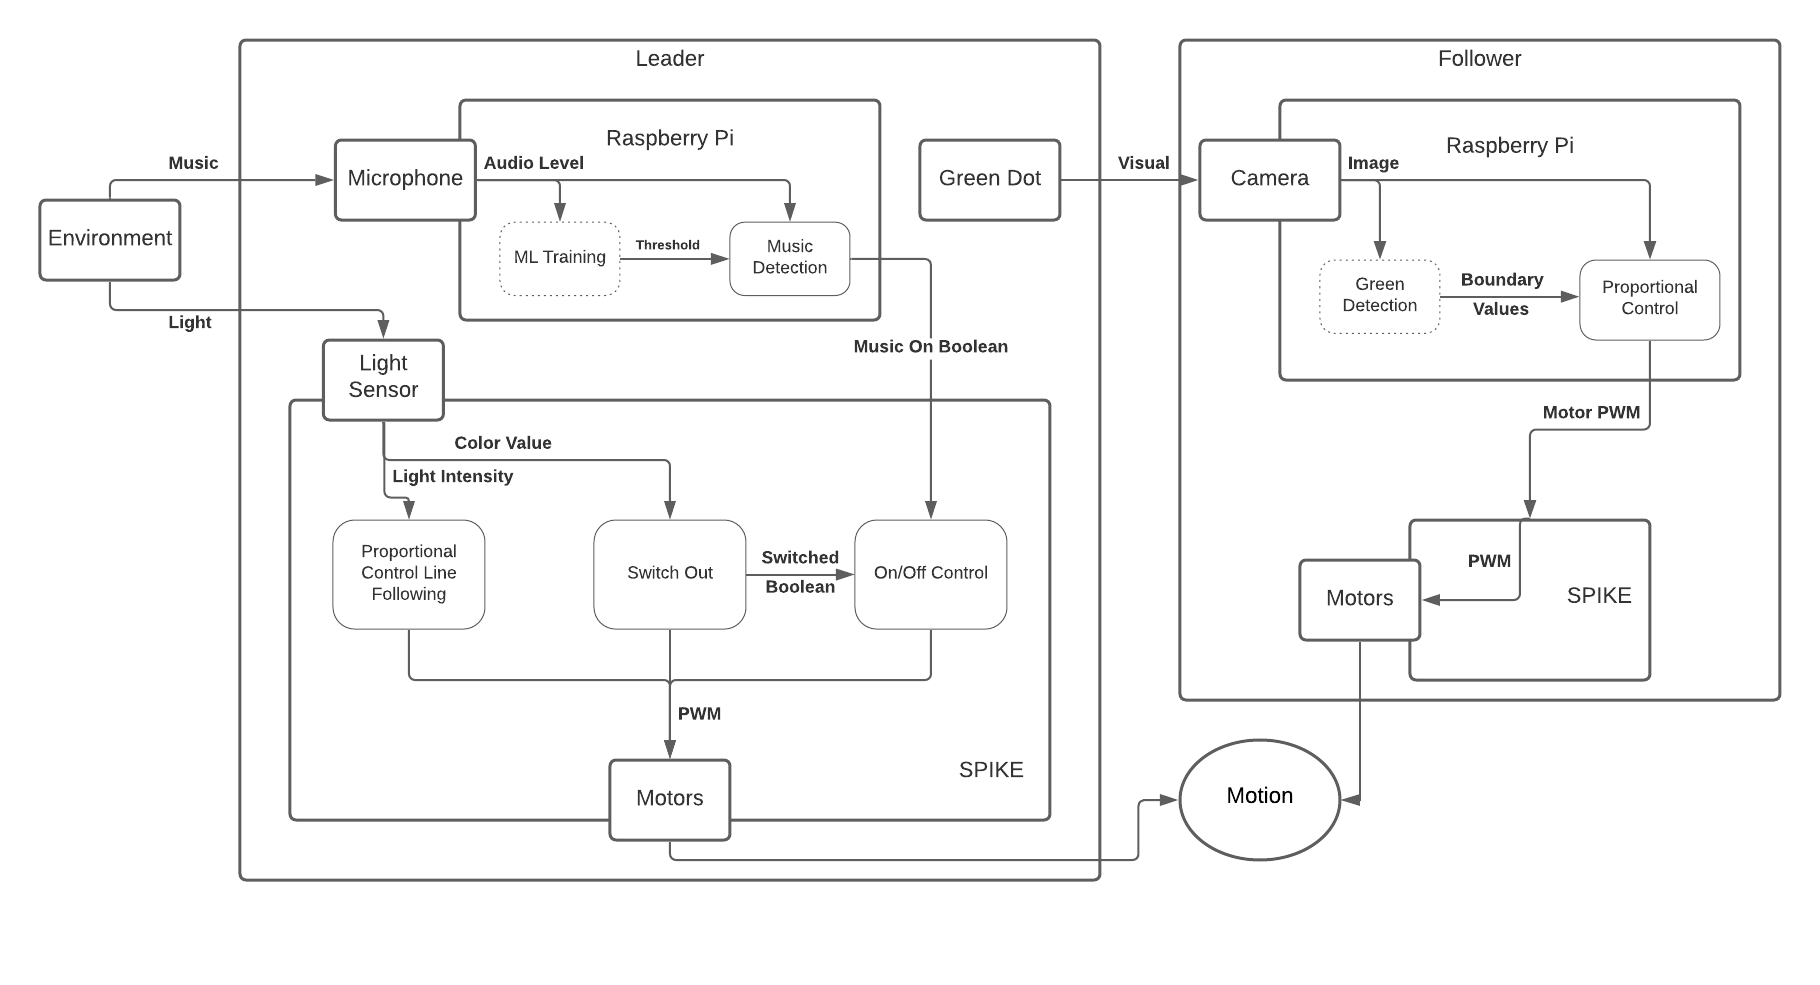 Leader
Follower
Raspberry Pi
Raspberry Pi
Music
Microphone
Audio Level
Green Dot
Visual
Camera
Image
Environment
ML Training
Threshold
Music
Detection
Green
Detection
Boundary
Values
Proportional
Control
Light
Music On Boolean
Light
Sensor
Motor PWM
Color Value
Light Intensity
Proportional
Control Line
Following
Switch Out
Switched
Boolean
On/Off Control
PWM
Motors
SPIKE
PWM
SPIKE
Motors
Motion